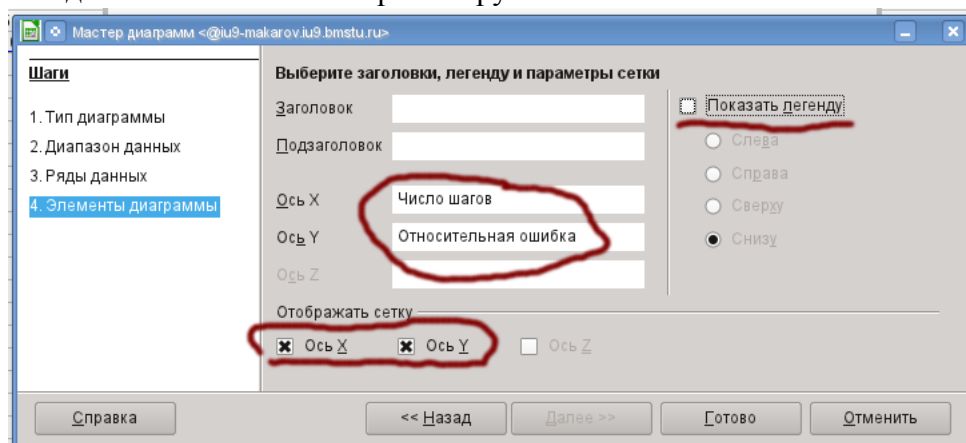 Мастер диаграмм <@iu9-makarov.iu9.bmstu.ru>
Шаги
1. Тип диаграммы
2. Диапазон данных
3. Ряды данных
4. Элементы диаграммы
Выберите заголовки, легенду и параметры сетки
Заголовок
Подзаголовок
Ось X Число шагов
Ось Y Относительная ошибка
Ось Z
Показать легенду
Слева
Справа
Сверху
Снизу
Отображать сетку
Ось X Ось Y Ось Z
Справка << Назад Далее >> Готово Отменить